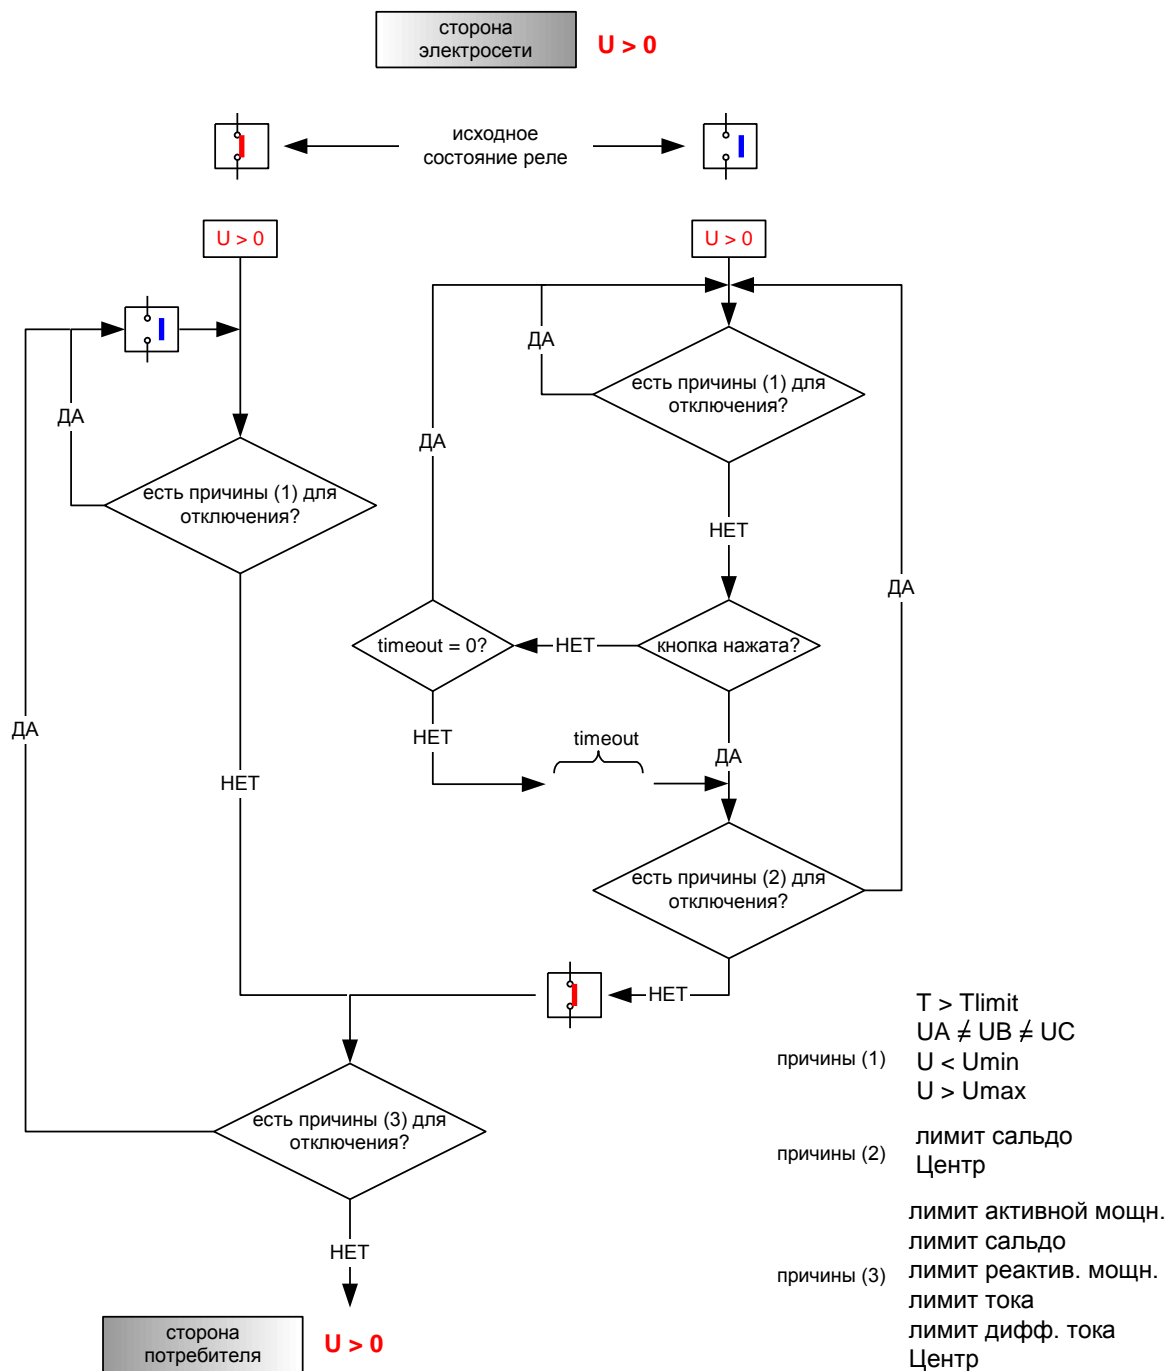 сторона
электросети
U > 0
исходное
состояние реле
U > 0
U > 0
ДА
есть причины (1) для
отключения?
ДА
ДА
есть причины (1) для
отключения?
НЕТ
ДА
timeout = 0?
НЕТ
кнопка нажата?
ДА
НЕТ
timeout
ДА
НЕТ
есть причины (2) для
отключения?
НЕТ
есть причины (3) для
отключения?
НЕТ
сторона
потребителя
U > 0
причины (1)
T > Tlimit
UA ≠ UB ≠ UC
U < Umin
U > Umax
причины (2)
лимит сальдо
Центр
причины (3)
лимит активной мощн.
лимит сальдо
лимит реактив. мощн.
лимит тока
лимит дифф. тока
Центр